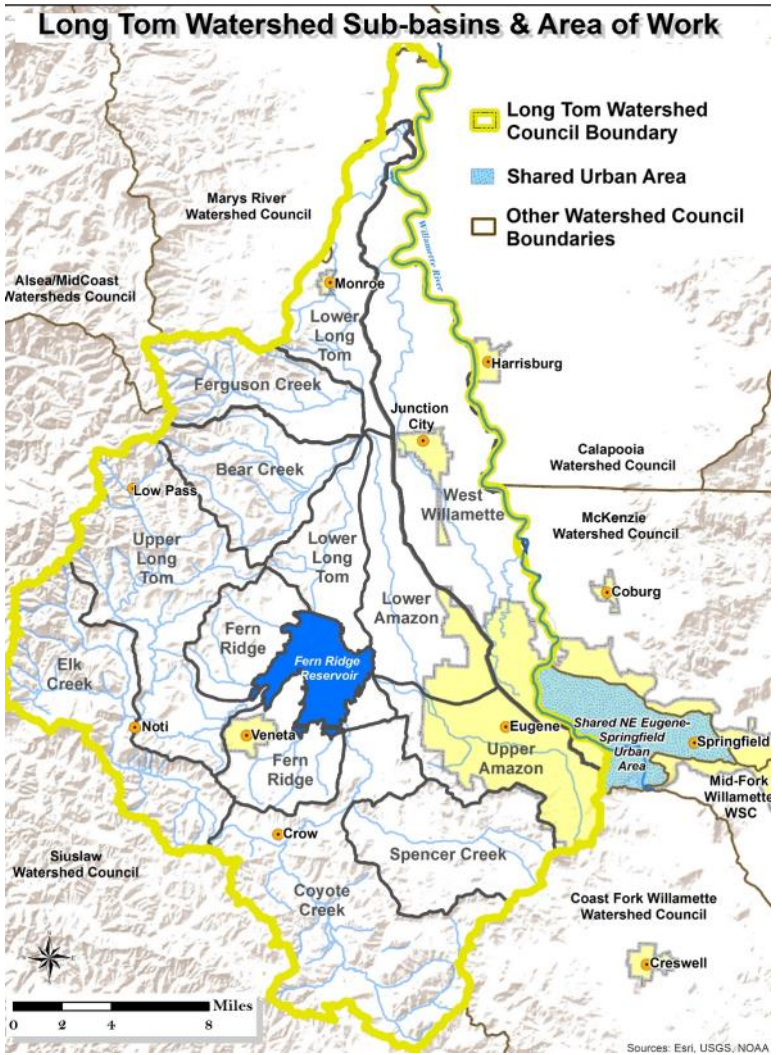 Long Tom Watershed Sub-basins & Area of Work
Long Tom Watershed
Council Boundary
Shared Urban Area
Other Watershed Council
Boundaries
Marys River
Watershed Council
Willamette River
Alsea/MidCoast
Watersheds Council
Monroe
Lower
Long
Tom
Harrisburg
Ferguson Creek
Junction
City
Calapooia
Watershed Council
Bear Creek
Low Pass
West
Willamette
McKenzie
Watershed Council
Upper
Long
Tom
Lower
Long
Tom
Coburg
Lower
Amazon
Fern
Ridge
Fern Ridge
Reservoir
Elk
Creek
Noti
Veneta
Eugene
Shared NE Eugene-
Springfield
Urban
Area
Springfield
Fern
Ridge
Upper
Amazon
Mid-Fork
Willamette
WSC
Crow
Spencer Creek
Siuslaw
Watershed Council
Coyote
Creek
Coast Fork Willamette
Watershed Council
Creswell
Miles
0 2 4 8
Sources: Esri, USGS, NOAA